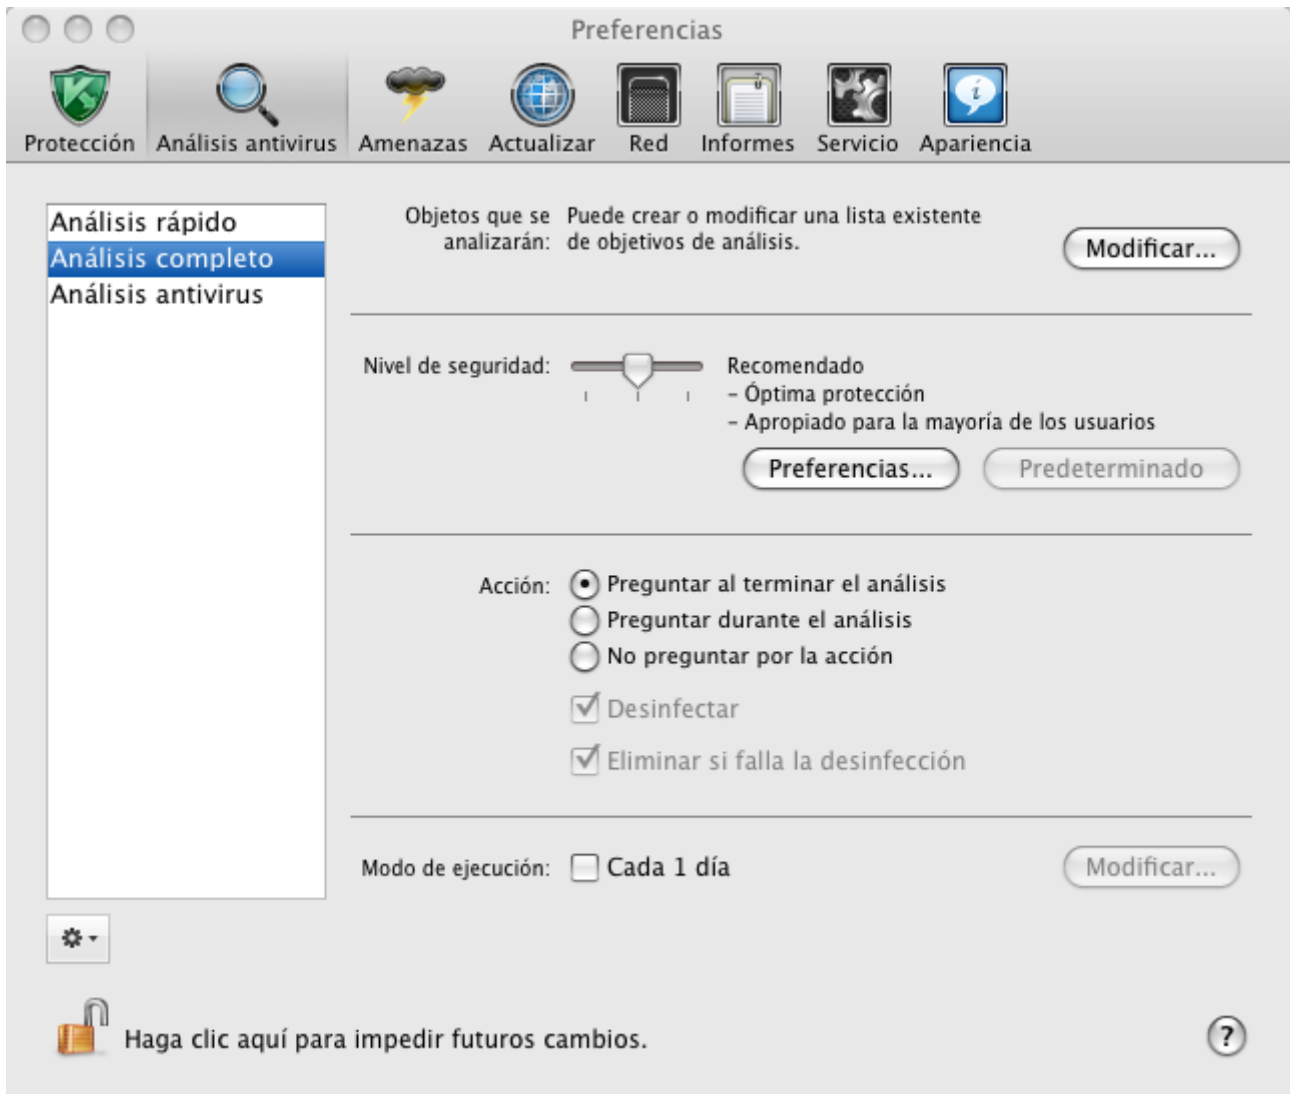 Preferencias
Protección Análisis antivirus Amenazas Actualizar Red Informes Servicio Apariencia
Análisis rápido
Análisis completo
Análisis antivirus
Objetos que se analizarán:
Puede crear o modificar una lista existente
de objetivos de análisis.
Modificar...
Nivel de seguridad:
Recomendado
– Óptima protección
– Apropiado para la mayoría de los usuarios
Preferencias... Predeterminado
Acción:
Preguntar al terminar el análisis
Preguntar durante el análisis
No preguntar por la acción
Desinfectar
Eliminar si falla la desinfección
Modo de ejecución: Cada 1 día Modificar...
Haga clic aquí para impedir futuros cambios. ?